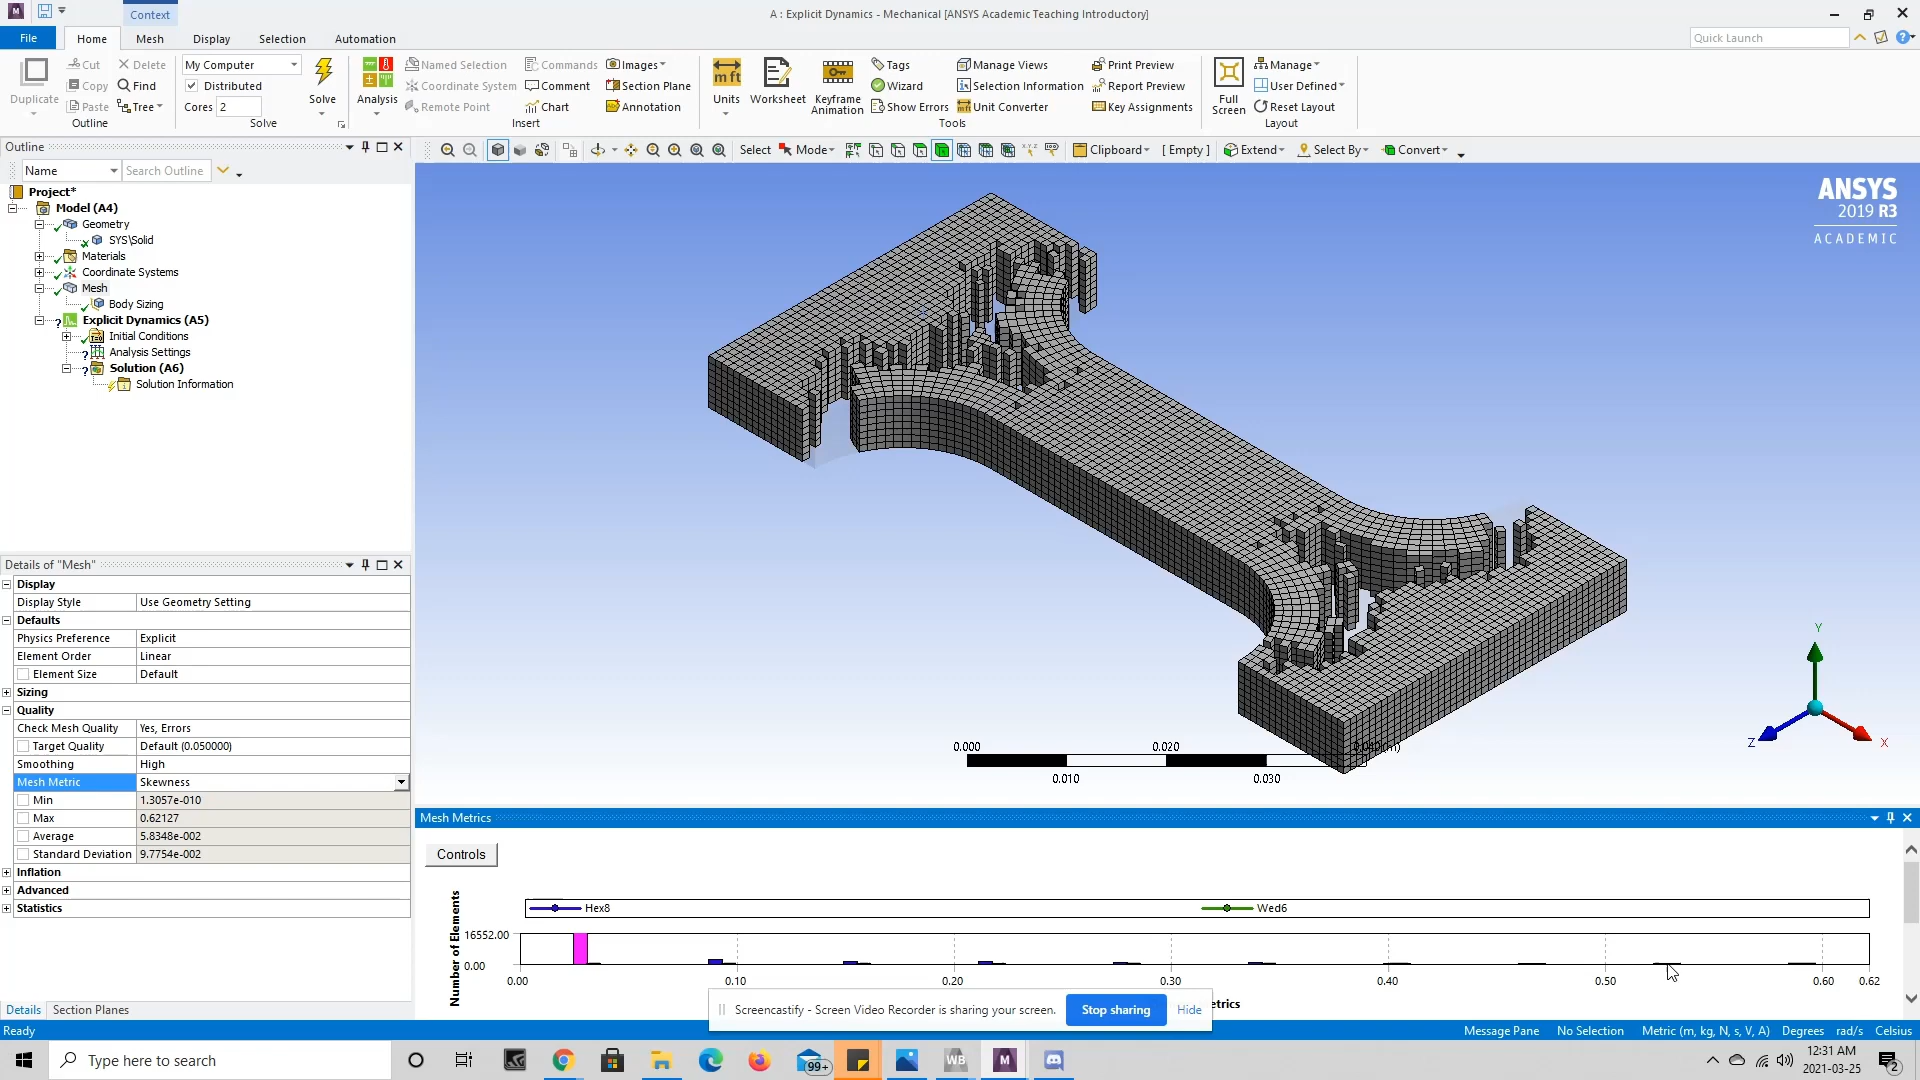 Context
A : Explicit Dynamics - Mechanical [ANSYS Academic Teaching Introductory]
File Home Mesh Display Selection Automation
Quick Launch
Cut Delete My Computer Named Selection Commands Images Tags Manage Views Print Preview Manage
Copy Find Distributed Coordinate System Comment Section Plane Wizard Selection Information Report Preview User Defined
Duplicate Solve Analysis Units Worksheet Keyframe Animation Full Screen
Paste Tree Cores 2 Remote Point Chart Annotation Show Errors Unit Converter Key Assignments Reset Layout
Outline Solve Insert Tools Layout
Outline
Select Mode Clipboard [ Empty ] Extend Select By Convert
Name Search Outline
Project*
Model (A4)
Geometry
SYS\Solid
Materials
Coordinate Systems
Mesh
Body Sizing
Explicit Dynamics (A5)
Initial Conditions
Analysis Settings
Solution (A6)
Solution Information
ANSYS
2019 R3
ACADEMIC
Details of "Mesh"
Display
Display Style Use Geometry Setting
Defaults
Physics Preference Explicit
Element Order Linear
Element Size Default
Sizing
Quality
Check Mesh Quality Yes, Errors
Target Quality Default (0.050000)
Smoothing High
Mesh Metric Skewness
Min 1.3057e-010
Max 0.62127
Average 5.8348e-002
Standard Deviation 9.7754e-002
Inflation
Advanced
Statistics
Details Section Planes
0.000 0.020 0.040 (m)
0.010 0.030
Y
Z X
Mesh Metrics
Controls
Hex8 Wed6
Number of Elements
16552.00
0.00
0.00 0.10 0.20 0.30 0.40 0.50 0.60 0.62
etrics
Screencastify - Screen Video Recorder is sharing your screen. Stop sharing Hide
Ready Message Pane No Selection Metric (m, kg, N, s, V, A) Degrees rad/s Celsius
Type here to search
99+
WB
M
12:31 AM
2021-03-25
2